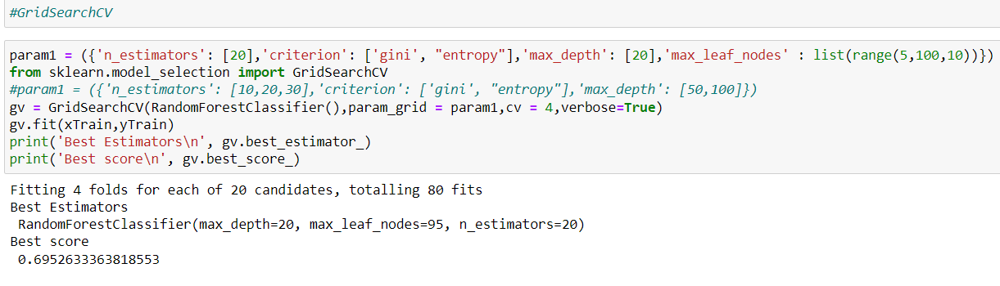 #GridSearchCV
param1 = ({'n_estimators': [20],'criterion': ['gini', "entropy"],'max_depth': [20],'max_leaf_nodes' : list(range(5,100,10))})
from sklearn.model_selection import GridSearchCV
#param1 = ({'n_estimators': [10,20,30],'criterion': ['gini', "entropy"],'max_depth': [50,100]})
gv = GridSearchCV(RandomForestClassifier(),param_grid = param1,cv = 4,verbose=True)
gv.fit(xTrain,yTrain)
print('Best Estimators\n', gv.best_estimator_)
print('Best score\n', gv.best_score_)
Fitting 4 folds for each of 20 candidates, totalling 80 fits
Best Estimators
 RandomForestClassifier(max_depth=20, max_leaf_nodes=95, n_estimators=20)
Best score
 0.6952633363818553